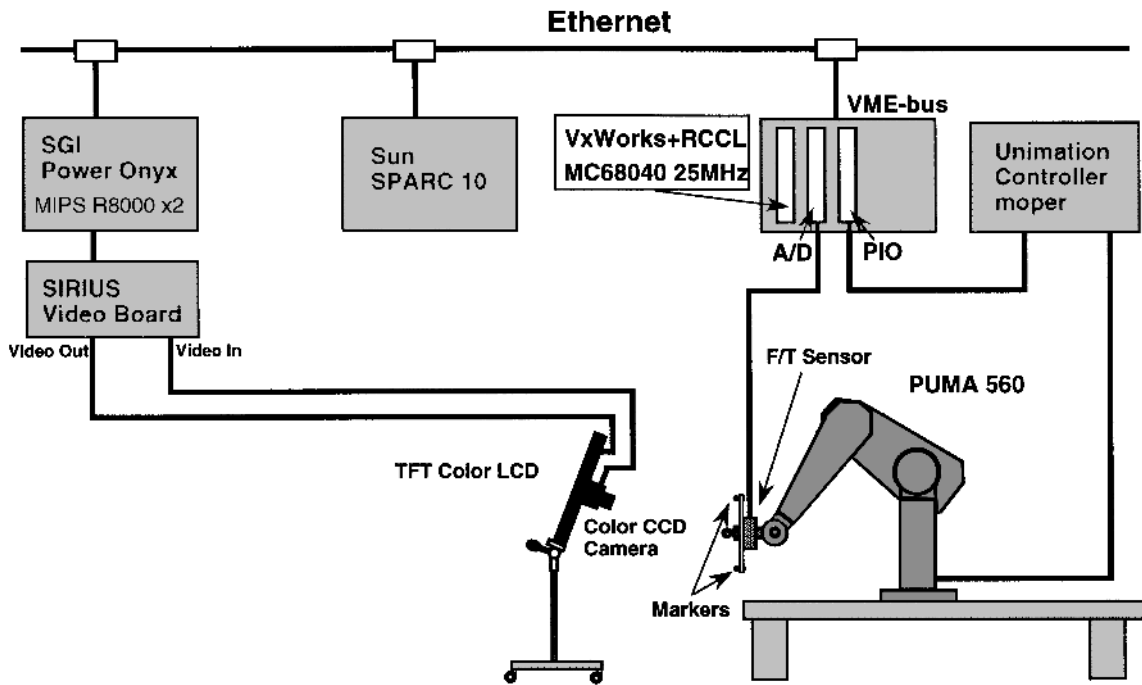 Ethernet
SGI
Power Onyx
MIPS R8000 x2
Sun
SPARC 10
VxWorks+RCCL
MC68040 25MHz
VME-bus
A/D
PIO
Unimation
Controller
moper
SIRIUS
Video Board
Video Out
Video In
TFT Color LCD
Color CCD
Camera
F/T Sensor
PUMA 560
Markers